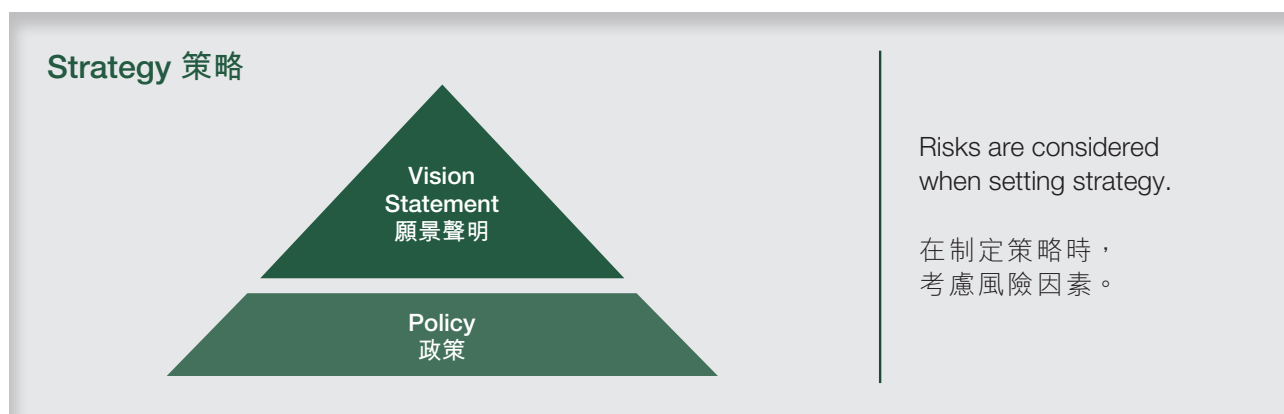 Strategy 策略
Vision
Statement
願景聲明
Policy
政策
Risks are considered
when setting strategy.
在制定策略時，
考慮風險因素。